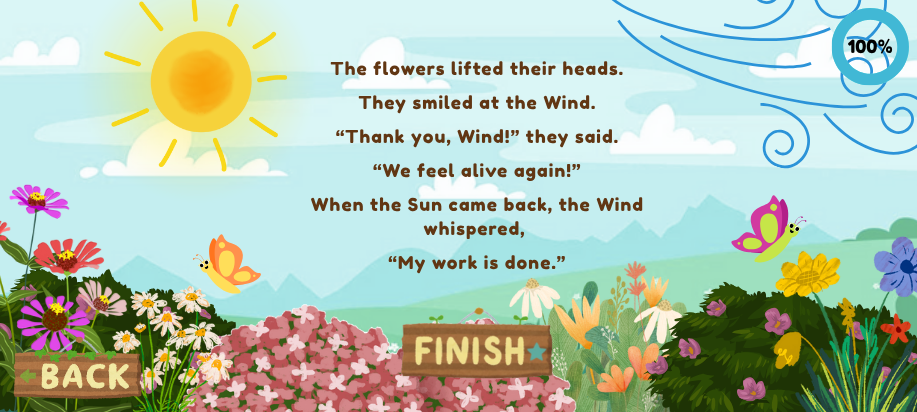 100%
The flowers lifted their heads.
They smiled at the Wind.
“Thank you, Wind!” they said.
“We feel alive again!”
When the Sun came back, the Wind
whispered,
“My work is done.”
FINISH
BACK